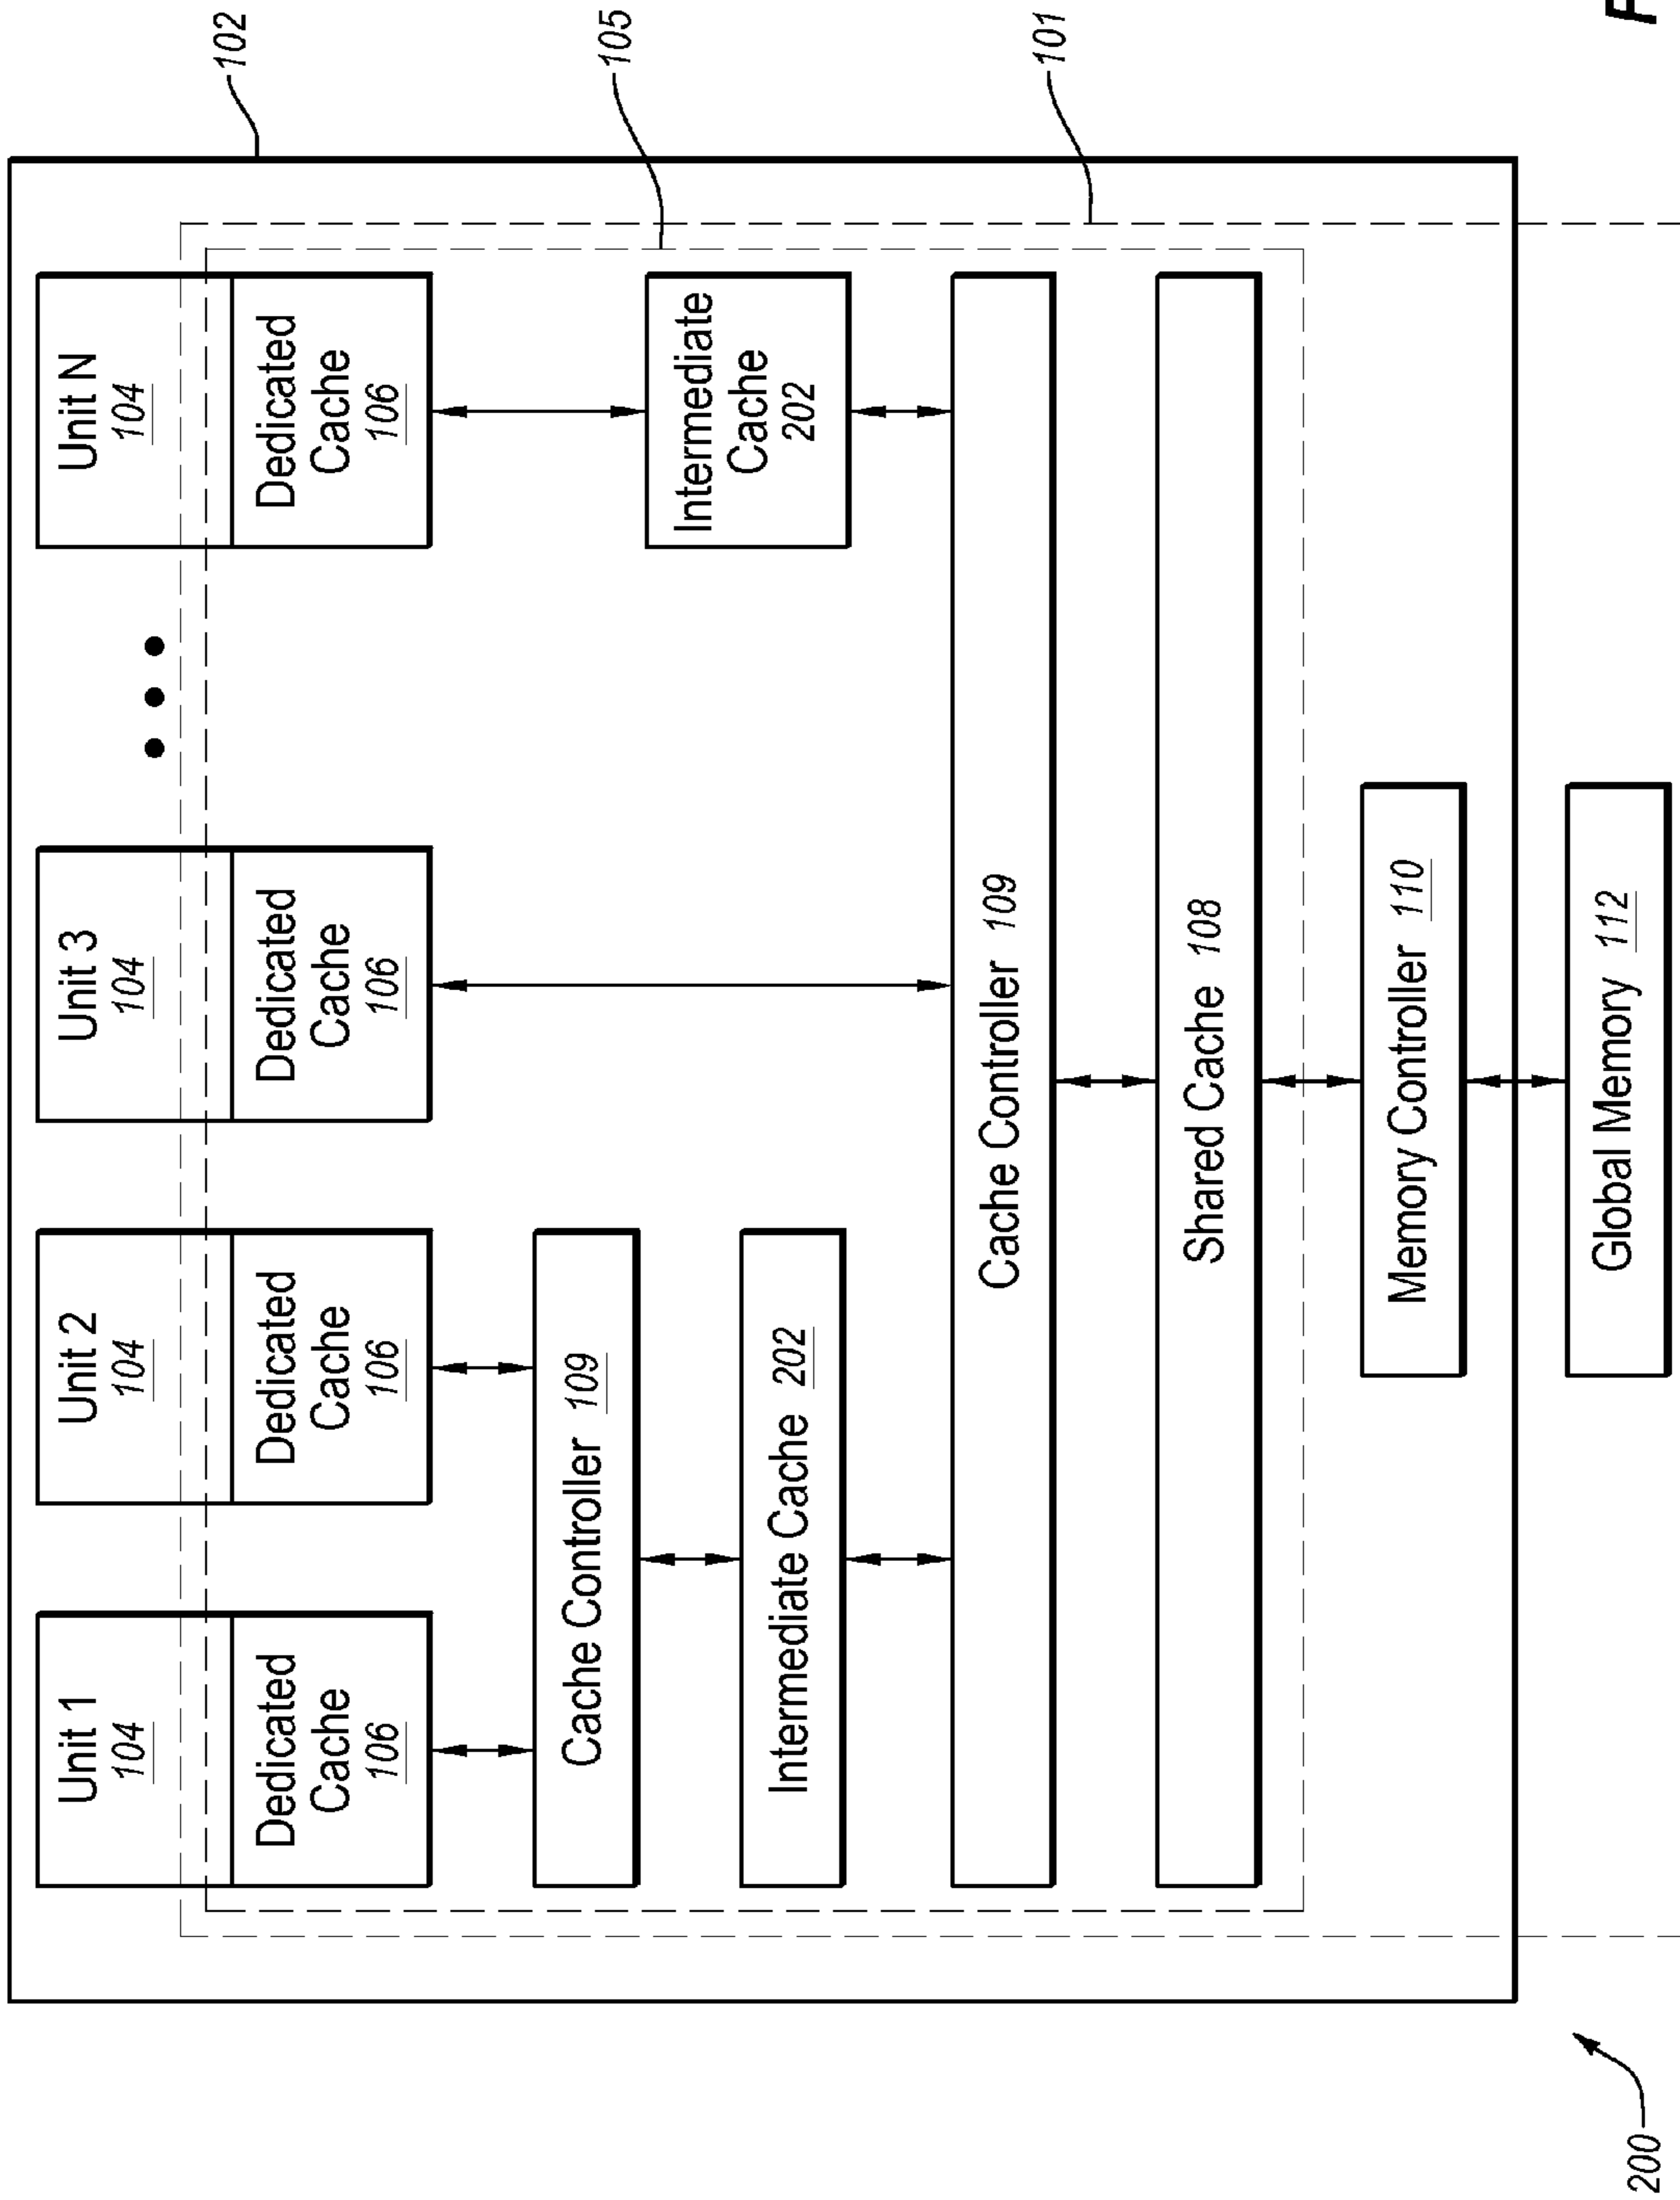 102
105
101
Unit 1
104
Unit 2
104
Unit 3
104
Unit N
104
Dedicated
Cache
106
Dedicated
Cache
106
Dedicated
Cache
106
Dedicated
Cache
106
Cache Controller 109
Intermediate
Cache
202
Intermediate Cache 202
Cache Controller 109
Shared Cache 108
Memory Controller 110
Global Memory 112
200